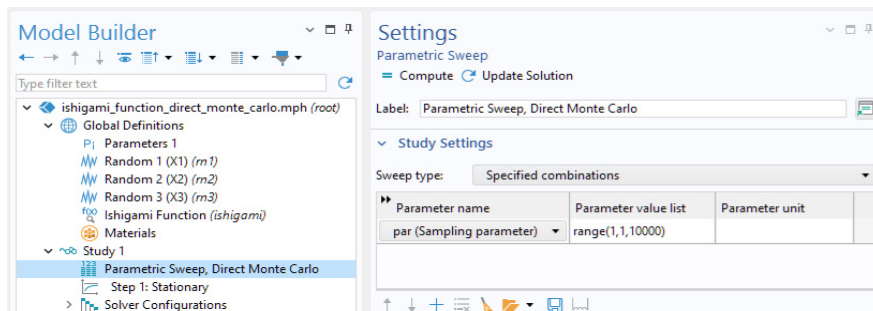 Model Builder
Type filter text
ishigami_function_direct_monte_carlo.mph (root)
Global Definitions
Pi Parameters 1
Random 1 (X1) (rn1)
Random 2 (X2) (rn2)
Random 3 (X3) (rn3)
f(x) Ishigami Function (ishigami)
Materials
Study 1
Parametric Sweep, Direct Monte Carlo
Step 1: Stationary
Solver Configurations
Settings
Parametric Sweep
= Compute Update Solution
Label: Parametric Sweep, Direct Monte Carlo
Study Settings
Sweep type: Specified combinations
Parameter name Parameter value list Parameter unit
par (Sampling parameter) range(1,1,10000)